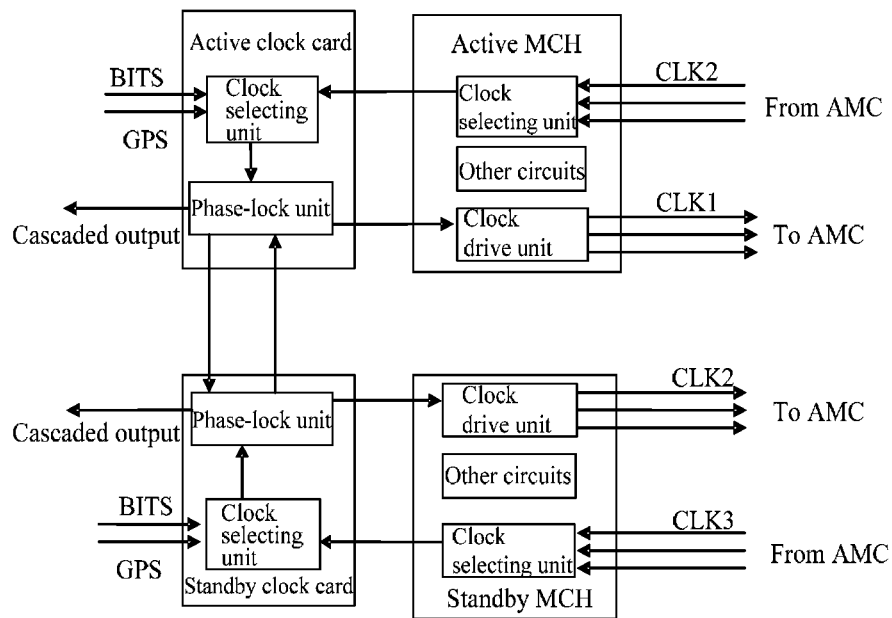 Active clock card
Active MCH
BITS
GPS
Clock
selecting
unit
Clock
selecting unit
CLK2
From AMC
Other circuits
Phase-lock unit
Cascaded output
Clock
drive unit
CLK1
To AMC
Phase-lock unit
Cascaded output
Clock
drive unit
CLK2
To AMC
Other circuits
BITS
GPS
Clock
selecting
unit
Clock
selecting unit
CLK3
From AMC
Standby clock card
Standby MCH